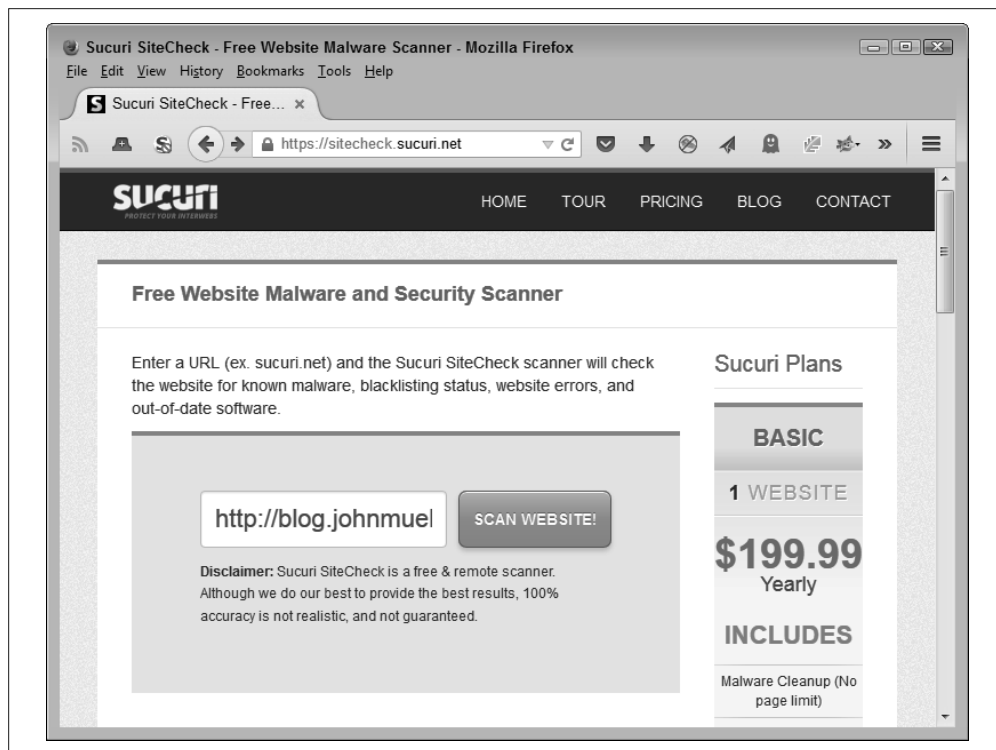 Sucuri SiteCheck - Free Website Malware Scanner - Mozilla Firefox
File Edit View History Bookmarks Tools Help
S Sucuri SiteCheck - Free... ×
https://sitecheck.sucuri.net
SUCURI
PROTECT YOUR INTERWEBS
HOME TOUR PRICING BLOG CONTACT
Free Website Malware and Security Scanner
Enter a URL (ex. sucuri.net) and the Sucuri SiteCheck scanner will check
the website for known malware, blacklisting status, website errors, and
out-of-date software.
http://blog.johnmuel
SCAN WEBSITE!
Disclaimer: Sucuri SiteCheck is a free & remote scanner.
Although we do our best to provide the best results, 100%
accuracy is not realistic, and not guaranteed.
Sucuri Plans
BASIC
1 WEBSITE
$199.99
Yearly
INCLUDES
Malware Cleanup (No
page limit)